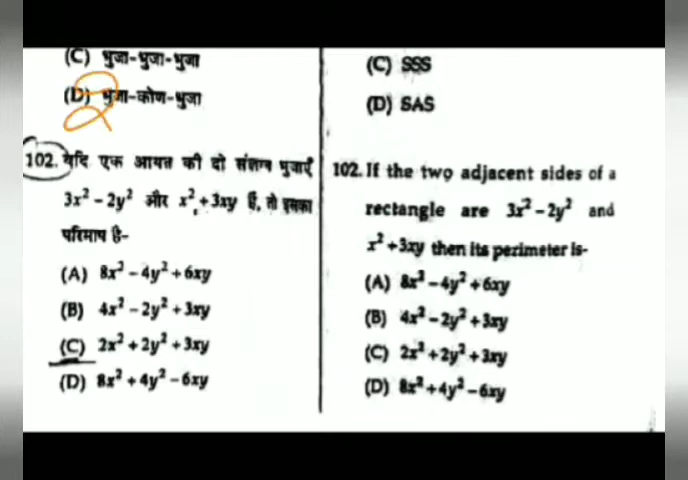 (C) भुजा-भुजा-भुजा
(D) भुजा-कोण-भुजा
102. यदि एक आयत की दो संलग्न भुजाएँ
3x² – 2y² और x² + 3xy हैं, तो इसका
परिमाप है-
(A) 8x² – 4y² + 6xy
(B) 4x² – 2y² + 3xy
(C) 2x² + 2y² + 3xy
(D) 8x² + 4y² – 6xy
(C) SSS
(D) SAS
102. If the two adjacent sides of a
rectangle are 3x² – 2y² and
x² + 3xy then its perimeter is-
(A) 8x² – 4y² + 6xy
(B) 4x² – 2y² + 3xy
(C) 2x² + 2y² + 3xy
(D) 8x² + 4y² – 6xy